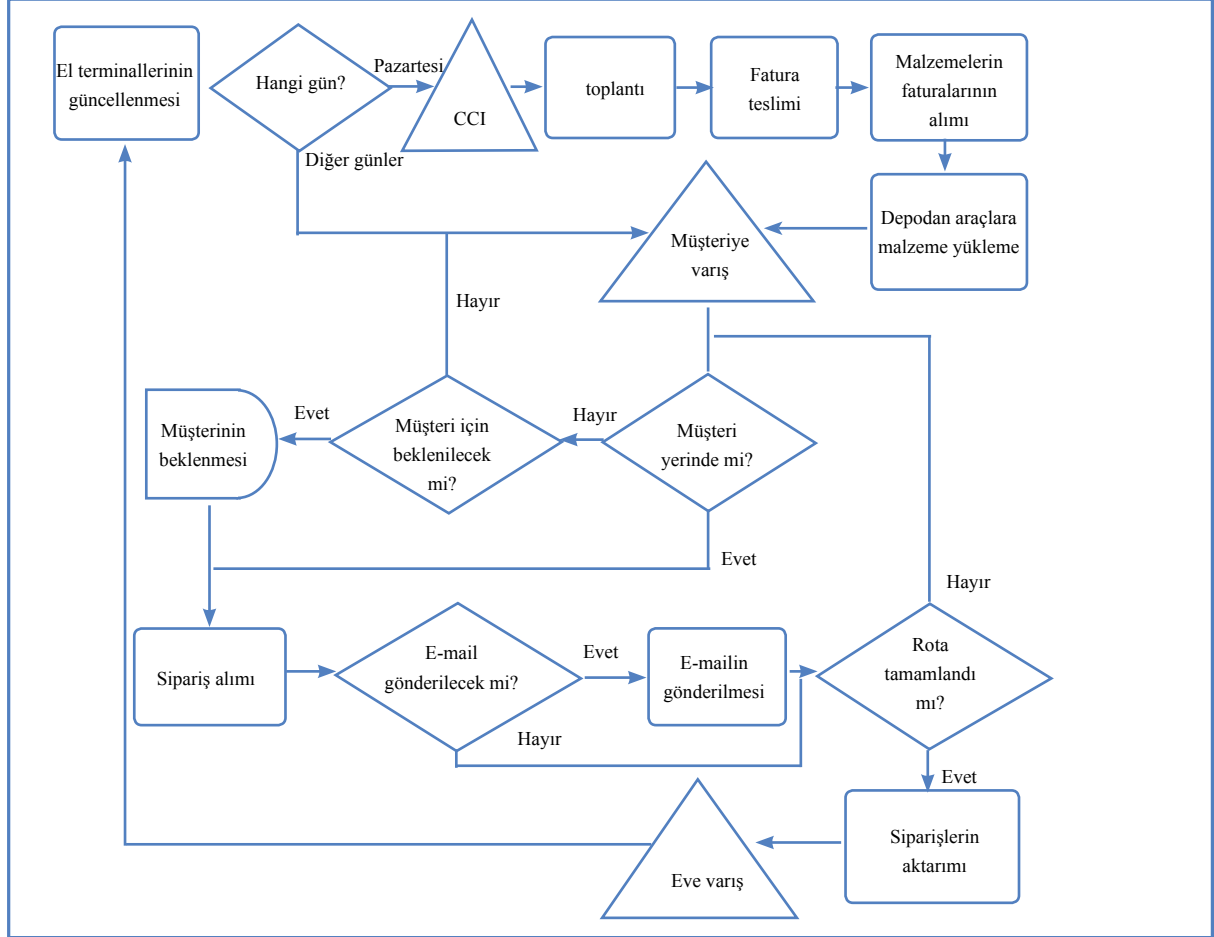 El terminallerinin
güncellenmesi
Hangi gün?
Pazartesi
CCI
toplantı
Fatura
teslimi
Malzemelerin
faturalarının
alımı
Diğer günler
Müşteriye
varış
Depodan araçlara
malzeme yükleme
Hayır
Müşterinin
beklenmesi
Evet
Müşteri için
beklenilecek
mi?
Hayır
Müşteri
yerinde mi?
Evet
Hayır
Sipariş alımı
E-mail
gönderilecek mi?
Evet
E-mailin
gönderilmesi
Rota
tamamlandı
mı?
Hayır
Evet
Eve varış
Siparişlerin
aktarımı